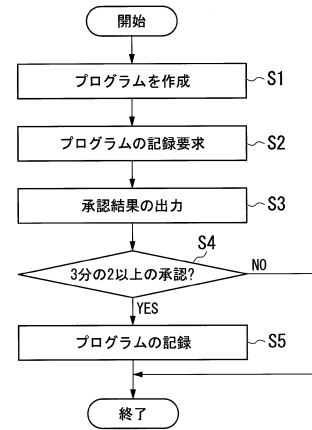 開始
プログラムを作成 S1
プログラムの記録要求 S2
承認結果の出力 S3
S4
3分の2以上の承認? NO
YES
プログラムの記録 S5
終了